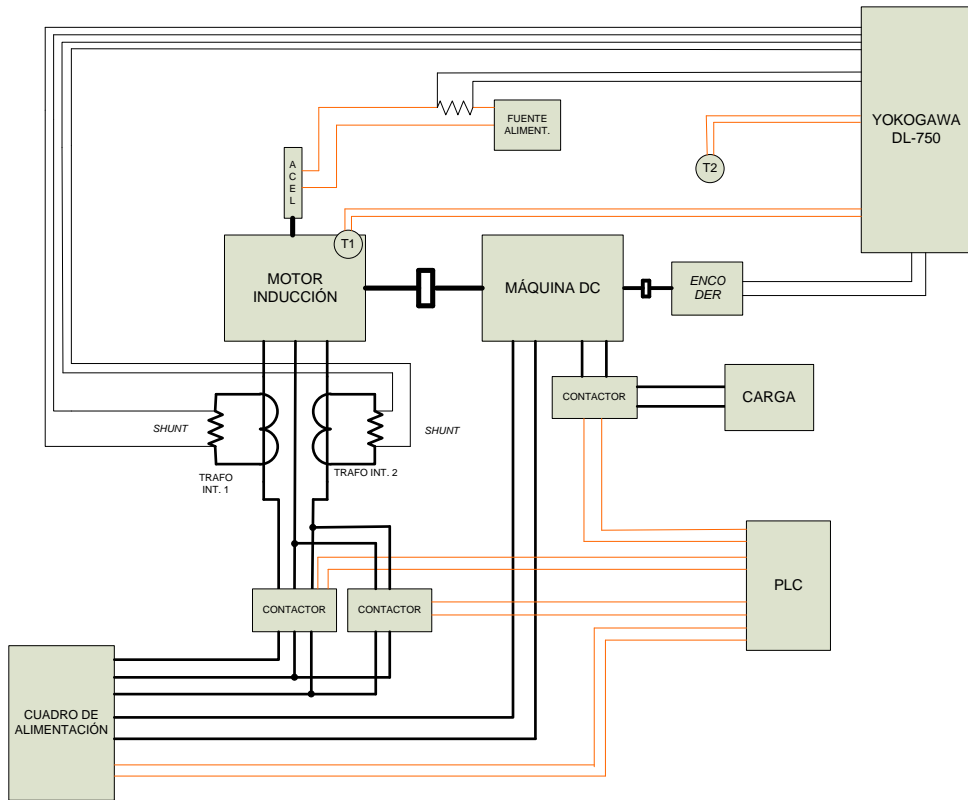 YOKOGAWA
DL-750
FUENTE
ALIMENT.
A
C
E
L
T2
T1
MOTOR
INDUCCIÓN
MÁQUINA DC
ENCO
DER
CONTACTOR
CARGA
SHUNT
SHUNT
TRAFO
INT. 1
TRAFO INT. 2
PLC
CONTACTOR
CONTACTOR
CUADRO DE
ALIMENTACIÓN